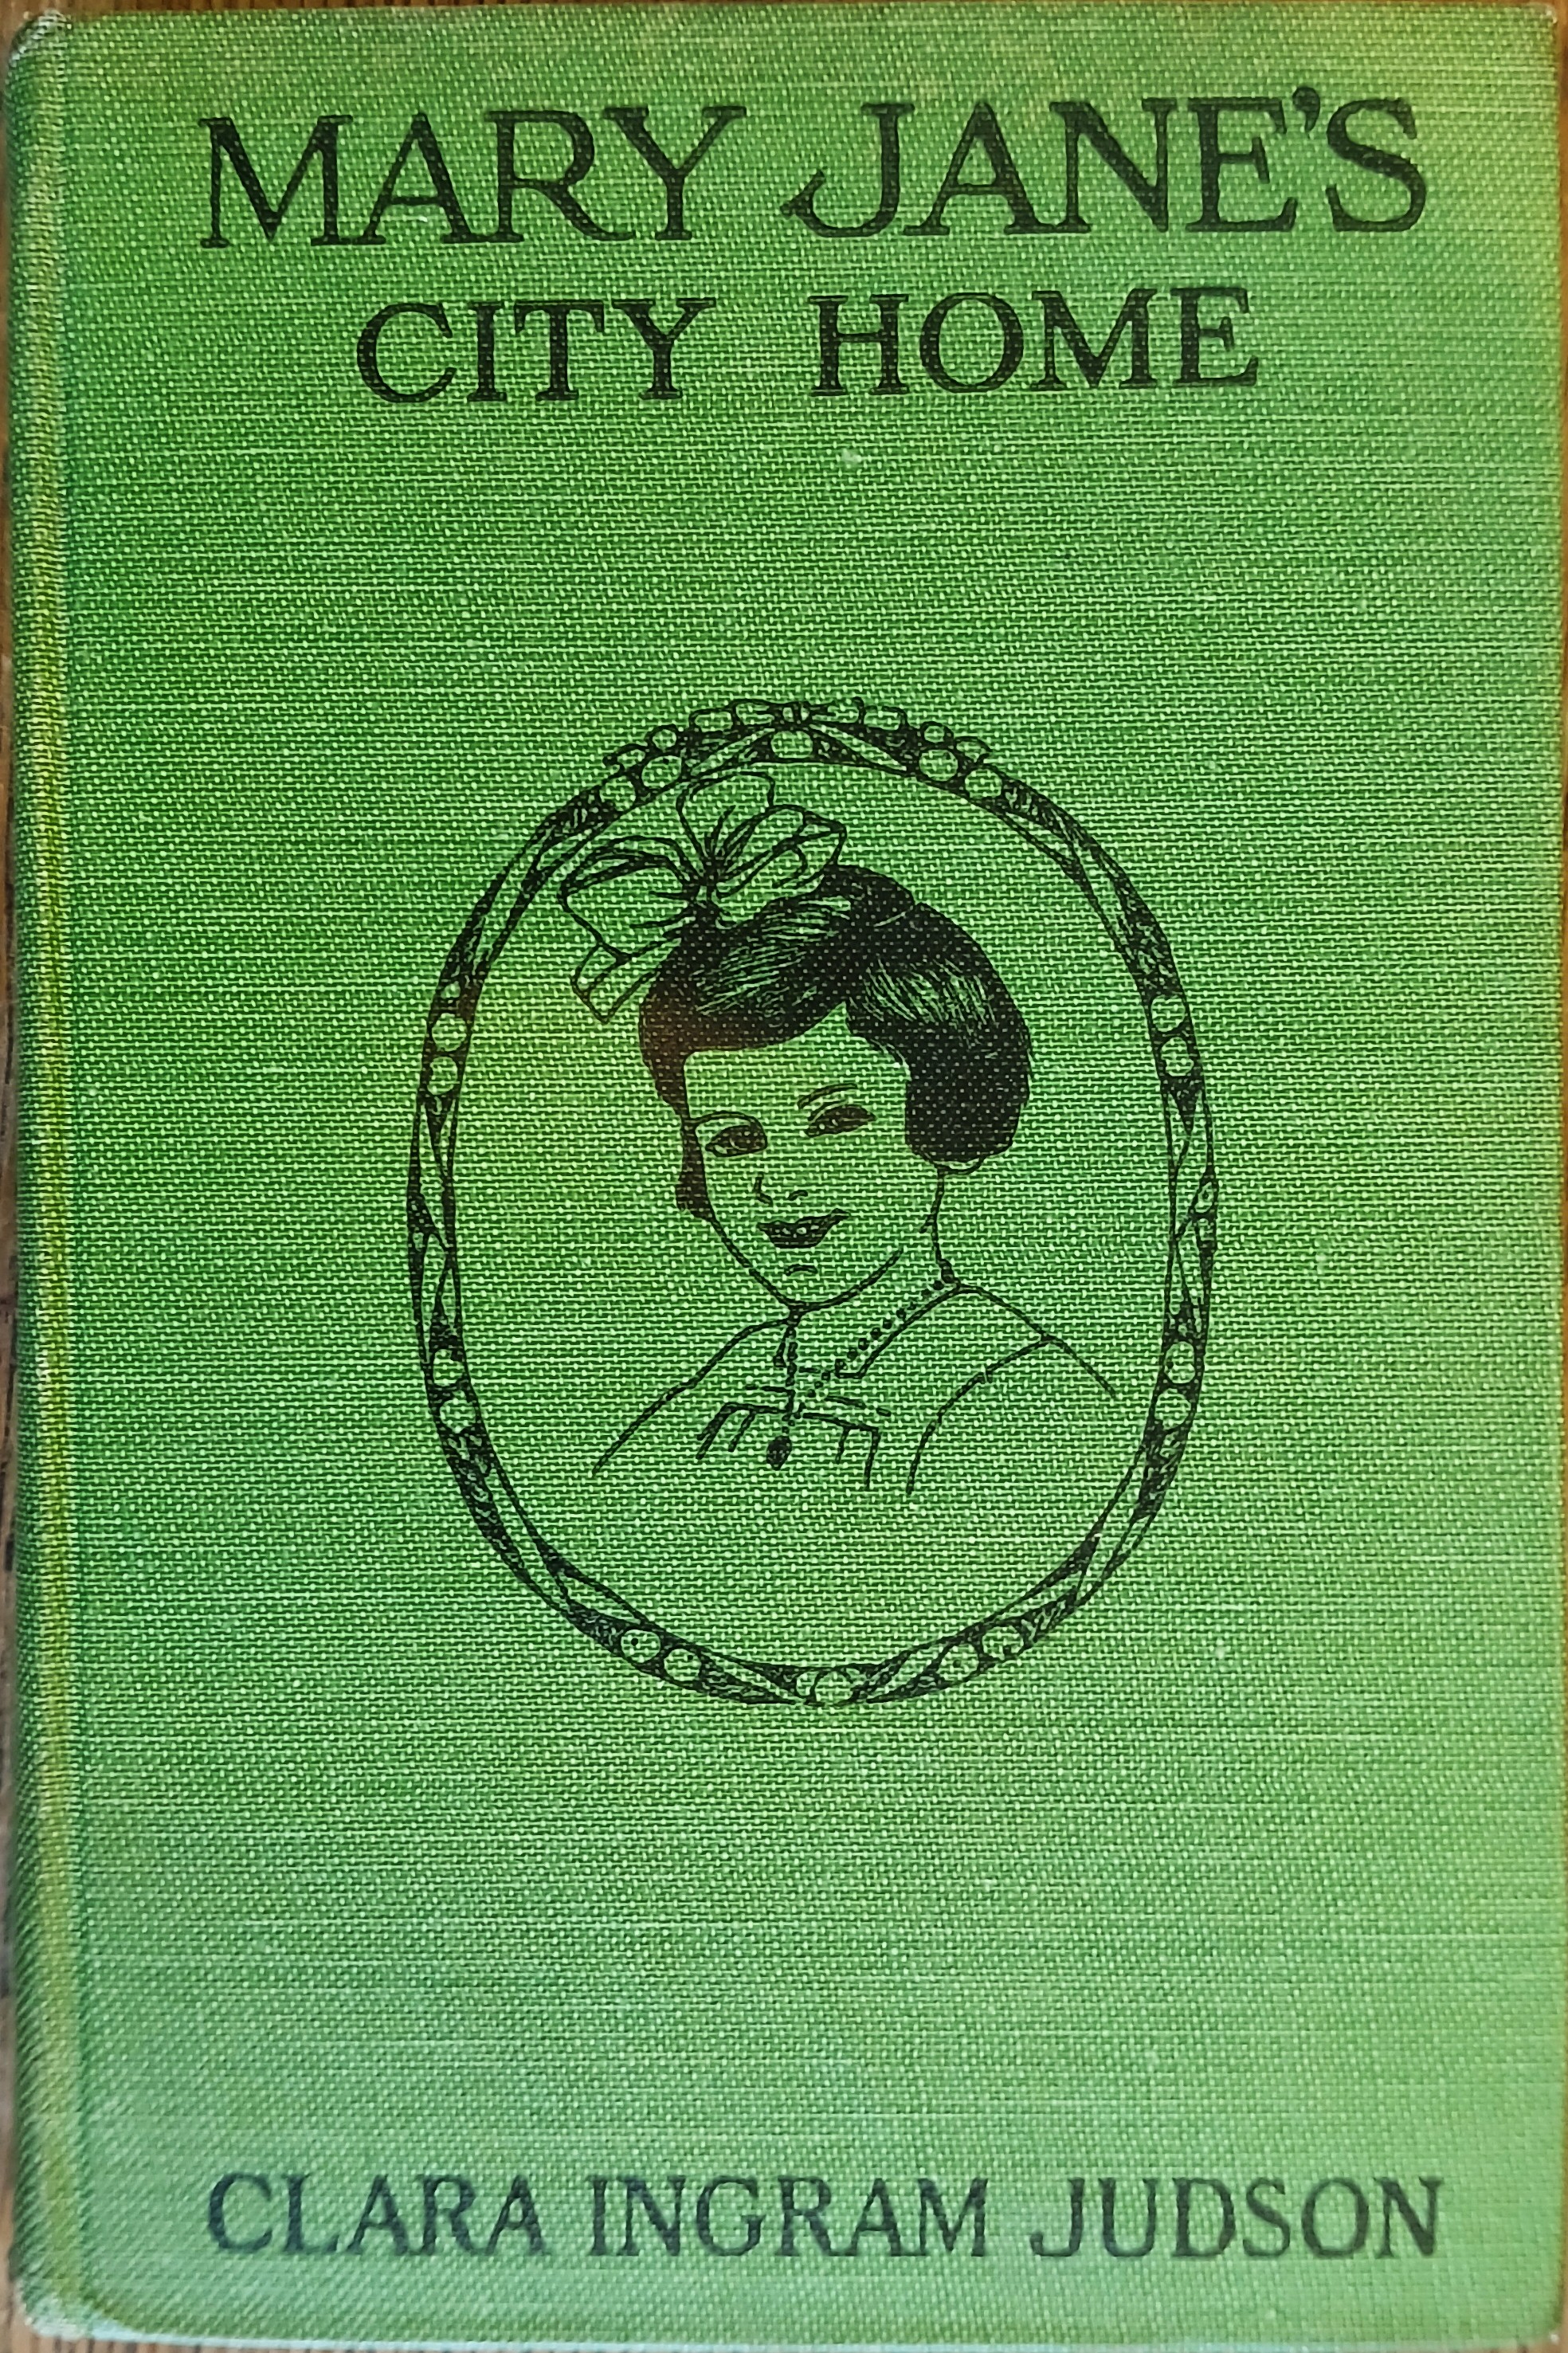 MARY JANE'S
CITY HOME
CLARA INGRAM JUDSON